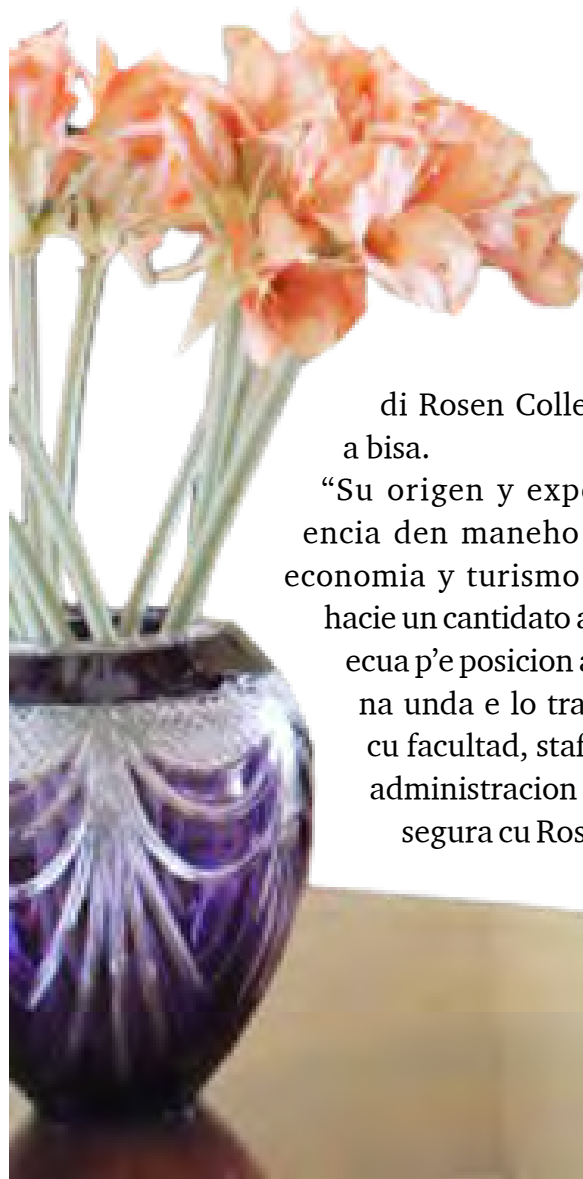 di Rosen Colle
a bisa.
“Su origen y expe
encia den maneho
economia y turismo
hacie un cantidato a
ecua p’e posicion a
na unda e lo tra
cu facultad, staf
administracion
segura cu Ros